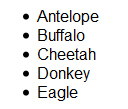 • Antelope
• Buffalo
• Cheetah
• Donkey
• Eagle